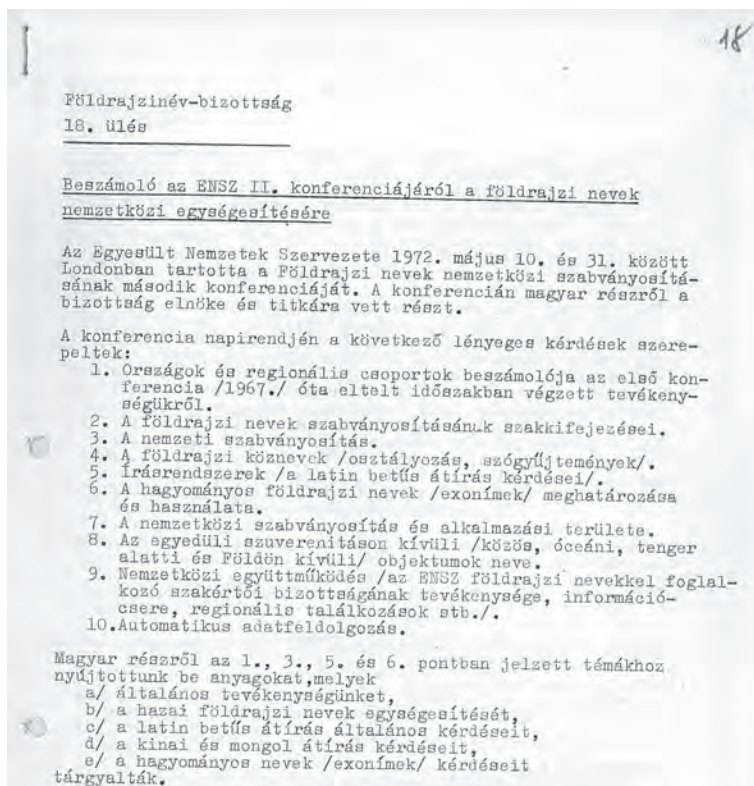 18
Földrajzinév-bizottság
18. ülés
Beszámoló az ENSZ II. konferenciájáról a földrajzi nevek
nemzetközi egységesítésére
Az Egyesült Nemzetek Szervezete 1972. május 10. és 31. között
Londonban tartotta a Földrajzi nevek nemzetközi szabványosítá-
sának második konferenciáját. A konferencián magyar részről a
bizottság elnöke és titkára vett részt.
A konferencia napirendjén a következő lényeges kérdések szere-
peltek:
1. Országok és regionális csoportok beszámolója az első kon-
ferencia /1967./ óta eltelt időszakban végzett tevékeny-
ségükről.
2. A földrajzi nevek szabványosításának szakkifejezései.
3. A nemzeti szabványosítás.
4. A földrajzi köznevek /osztályozás, szógyűjtemények/.
5. Írásrendszerek /a latin betűs átírás kérdései/.
6. A hagyományos földrajzi nevek /exonímek/ meghatározása
és használata.
7. A nemzetközi szabványosítás és alkalmazási területe.
8. Az egyedüli szuverenitáson kívüli /közös, óceáni, tenger
alatti és Földön kívüli/ objektumok neve.
9. Nemzetközi együttműködés /az ENSZ földrajzi nevekkel foglal-
kozó szakértői bizottságának tevékenysége, információ-
csere, regionális találkozások stb./.
10.Automatikus adatfeldolgozás.
Magyar részről az 1., 3., 5. és 6. pontban jelzett témákhoz
nyújtottunk be anyagokat,melyek
a/ általános tevékenységünket,
b/ a hazai földrajzi nevek egységesítését,
c/ a latin betűs átírás általános kérdéseit,
d/ a kinai és mongol átírás kérdéseit,
e/ a hagyományos nevek /exonímek/ kérdéseit
tárgyalták.